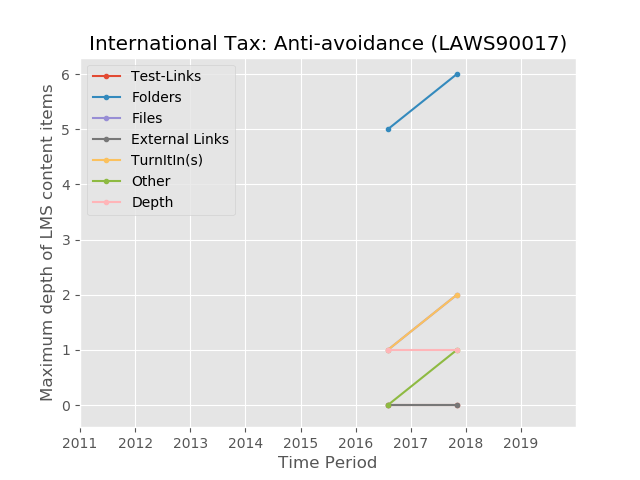 International Tax: Anti-avoidance (LAWS90017)
Test-Links
Folders
Files
External Links
TurnItIn(s)
Other
Depth
Maximum depth of LMS content items
6
5
4
3
2
1
0
2011 2012 2013 2014 2015 2016 2017 2018 2019
Time Period